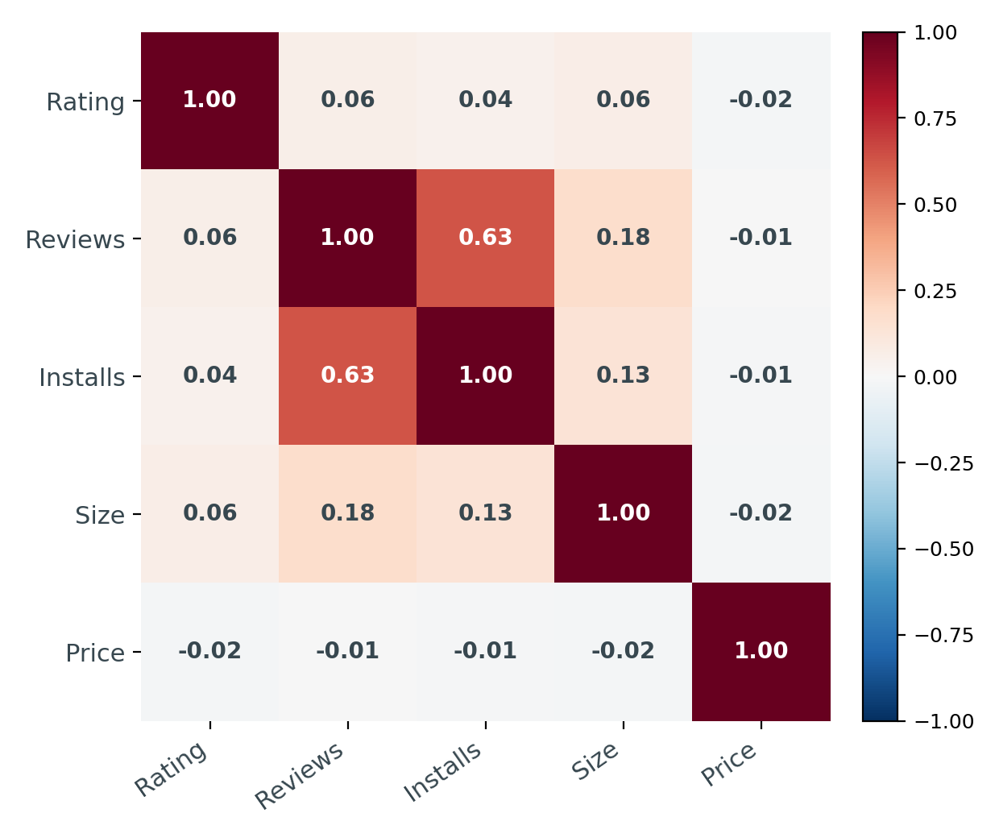 Rating 1.00 0.06 0.04 0.06 -0.02
Reviews 0.06 1.00 0.63 0.18 -0.01
Installs 0.04 0.63 1.00 0.13 -0.01
Size 0.06 0.18 0.13 1.00 -0.02
Price -0.02 -0.01 -0.01 -0.02 1.00
Rating Reviews Installs Size Price
1.00
0.75
0.50
0.25
0.00
−0.25
−0.50
−0.75
−1.00